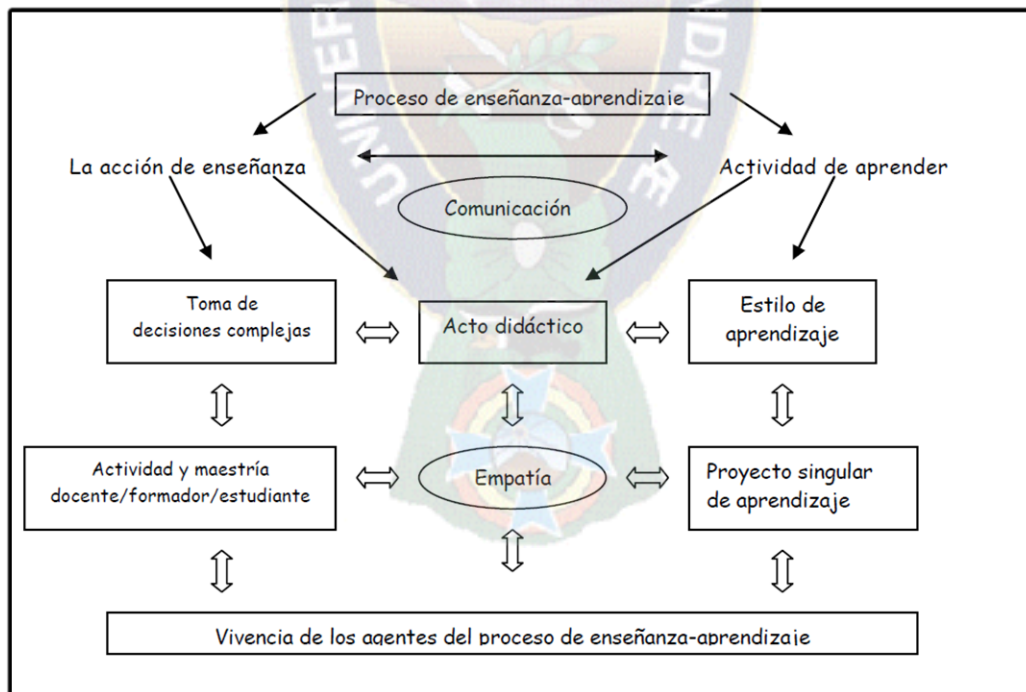 UNIVER
NDRE
Proceso de enseñanza-aprendizaje
La acción de enseñanza
Actividad de aprender
Comunicación
Toma de
decisiones complejas
Acto didáctico
Estilo de
aprendizaje
Actividad y maestría
docente/formador/estudiante
Empatía
Proyecto singular
de aprendizaje
Vivencia de los agentes del proceso de enseñanza-aprendizaje